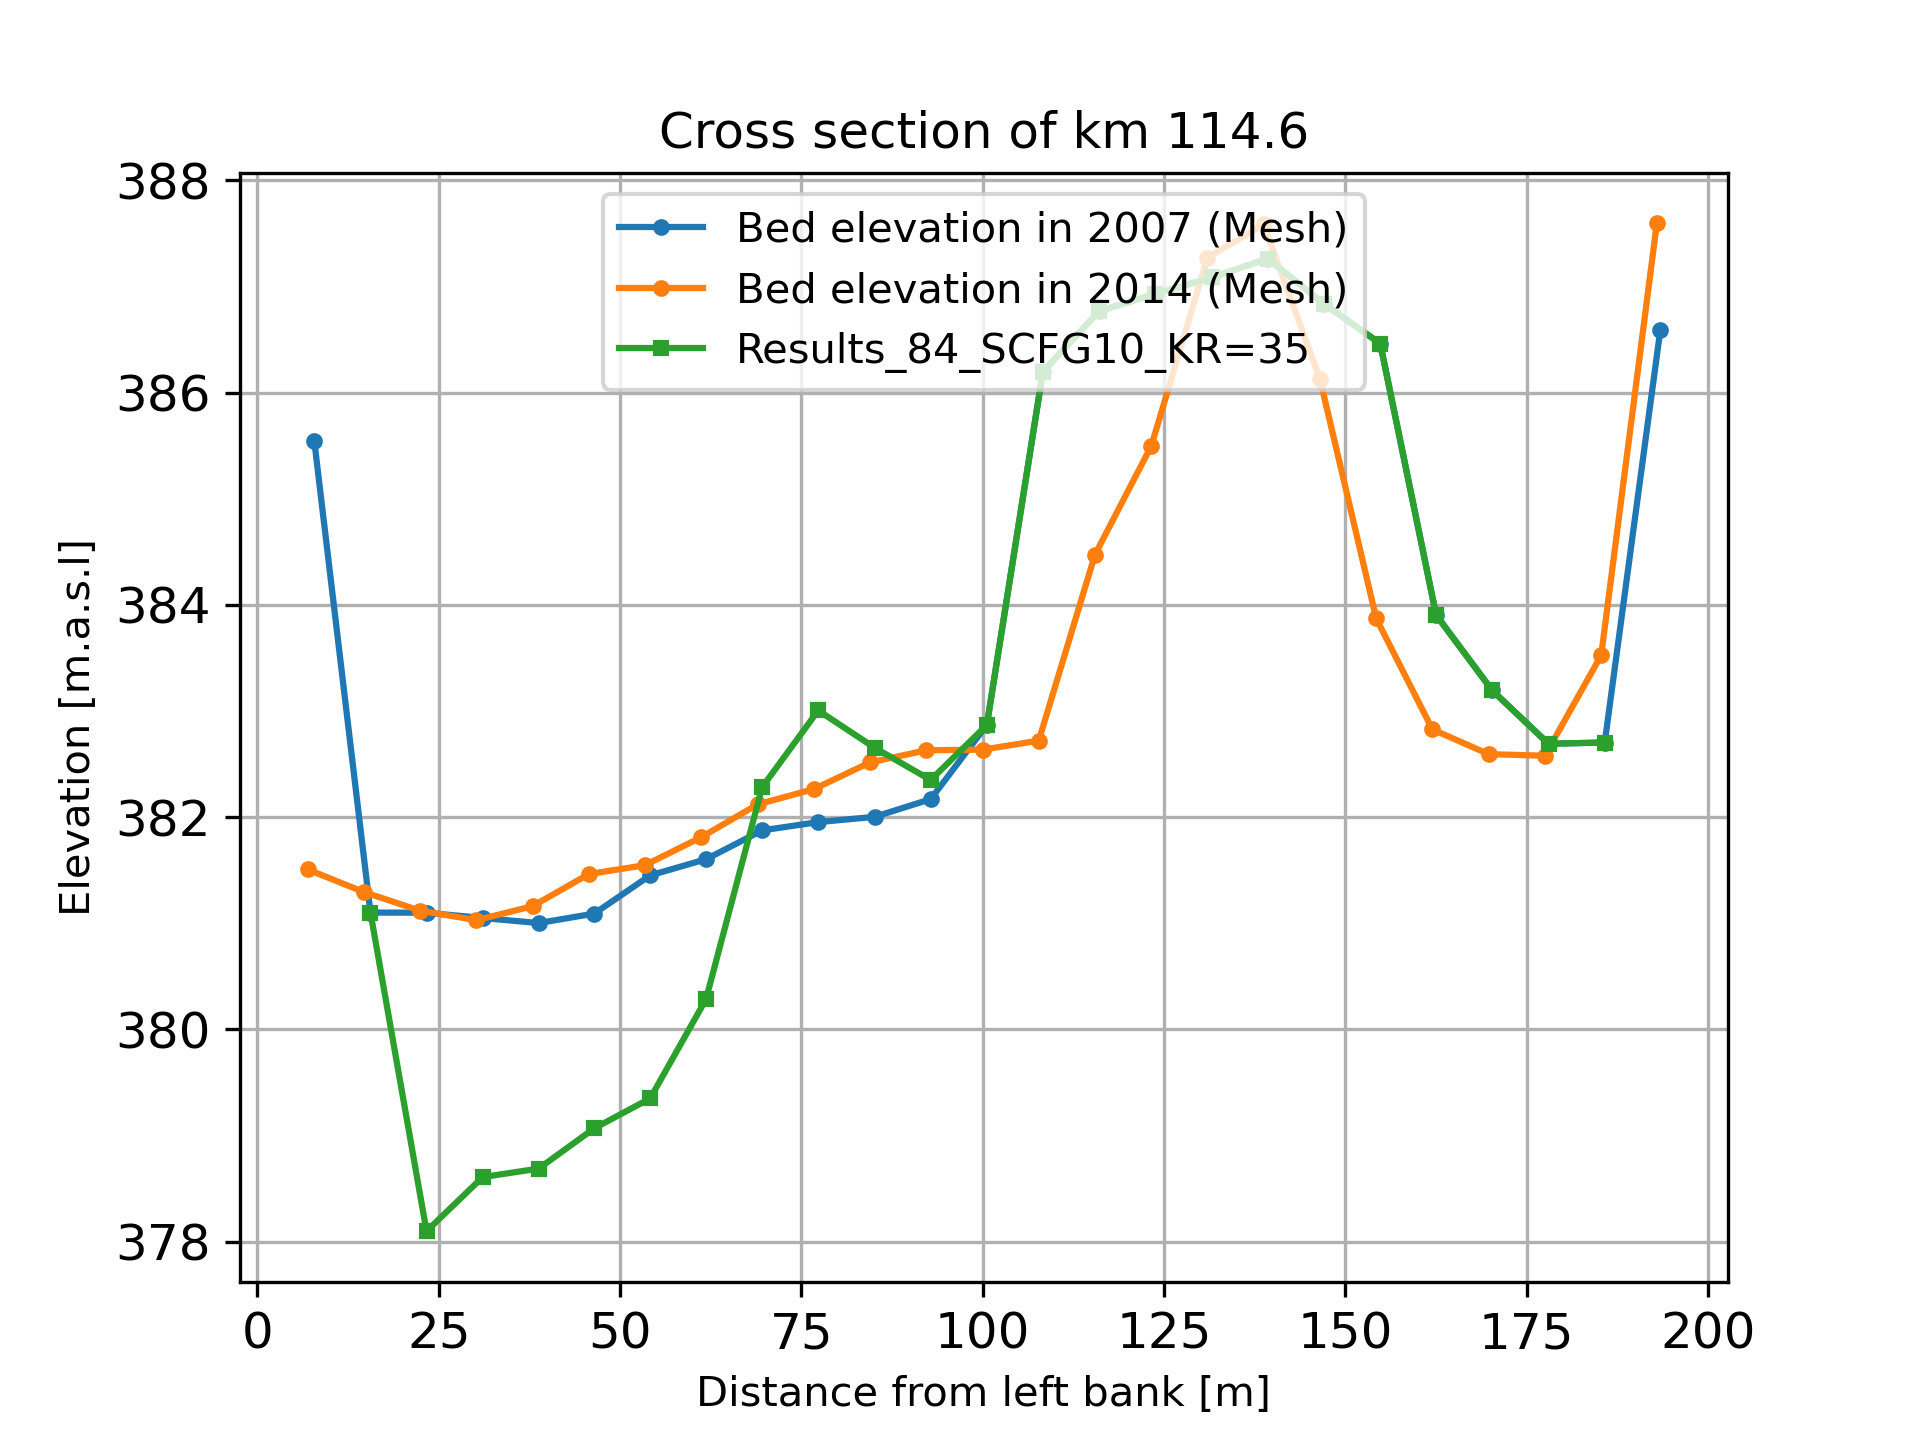 Cross section of km 114.6
Bed elevation in 2007 (Mesh)
Bed elevation in 2014 (Mesh)
Results_84_SCFG10_KR=35
388
386
384
382
380
378
Elevation [m.a.s.l]
0 25 50 75 100 125 150 175 200
Distance from left bank [m]